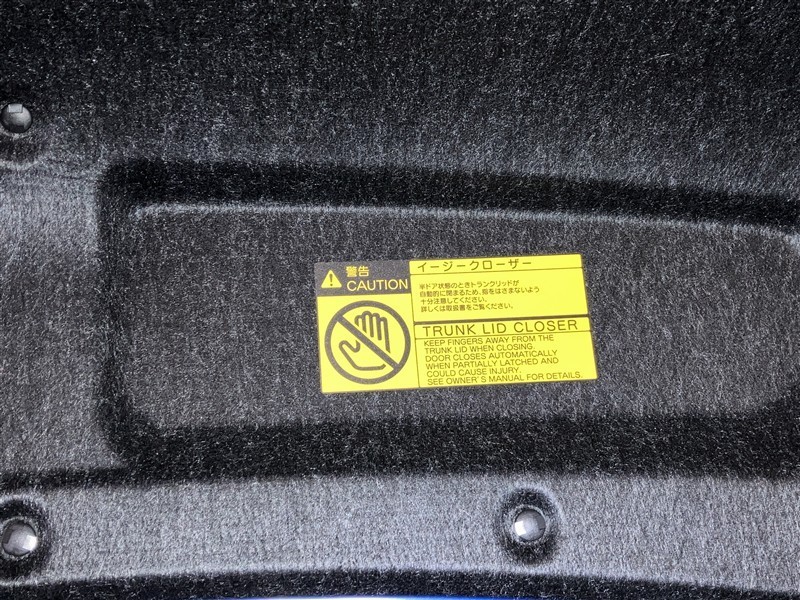 警告
CAUTION
イージークローザー
半ドア状態のときトランクリッドが
自動的に閉まるため、指をはさまないよう
十分注意してください。
詳しくは取扱書をご覧ください。
TRUNK LID CLOSER
KEEP FINGERS AWAY FROM THE
TRUNK LID WHEN CLOSING.
DOOR CLOSES AUTOMATICALLY
WHEN PARTIALLY LATCHED AND
COULD CAUSE INJURY.
SEE OWNER'S MANUAL FOR DETAILS.